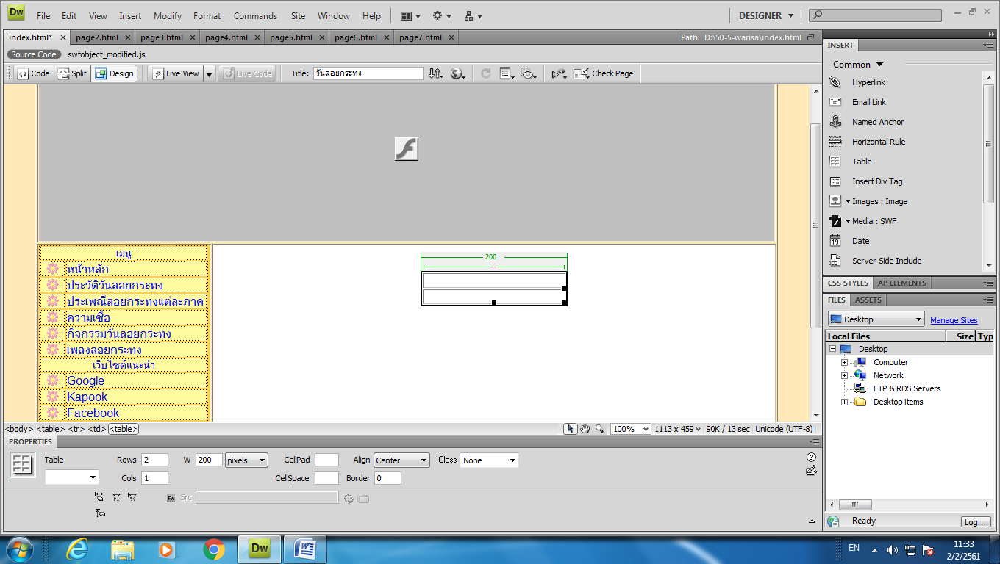 Dw File Edit View Insert Modify Format Commands Site Window Help DESIGNER
index.html* page2.html page3.html page4.html page5.html page6.html page7.html Path: D:\50-5-warisa\index.html
Source Code swfobject_modified.js
Code Split Design Live View Live Code Title: วันลอยกระทง Check Page
เมนู
หน้าหลัก
ประวัติวันลอยกระทง
ประเพณีลอยกระทงแต่ละภาค
ความเชื่อ
กิจกรรมวันลอยกระทง
เพลงลอยกระทง
เว็บไซต์แนะนำ
Google
Kapook
Facebook
200
<body> <table> <tr> <td> <table> 100% 1113 x 459 90K / 13 sec Unicode (UTF-8)
PROPERTIES
Table Rows 2 W 200 pixels CellPad Align Center Class None
Cols 1 CellSpace Border 0
Fw Src
INSERT
Common
Hyperlink
Email Link
Named Anchor
Horizontal Rule
Table
Insert Div Tag
Images : Image
Media : SWF
19 Date
Server-Side Include
CSS STYLES AP ELEMENTS
FILES ASSETS
Desktop Manage Sites
Local Files Size Typ
Desktop
Computer
Network
FTP & RDS Servers
Desktop items
Ready Log...
Dw EN 11:33
2/2/2561